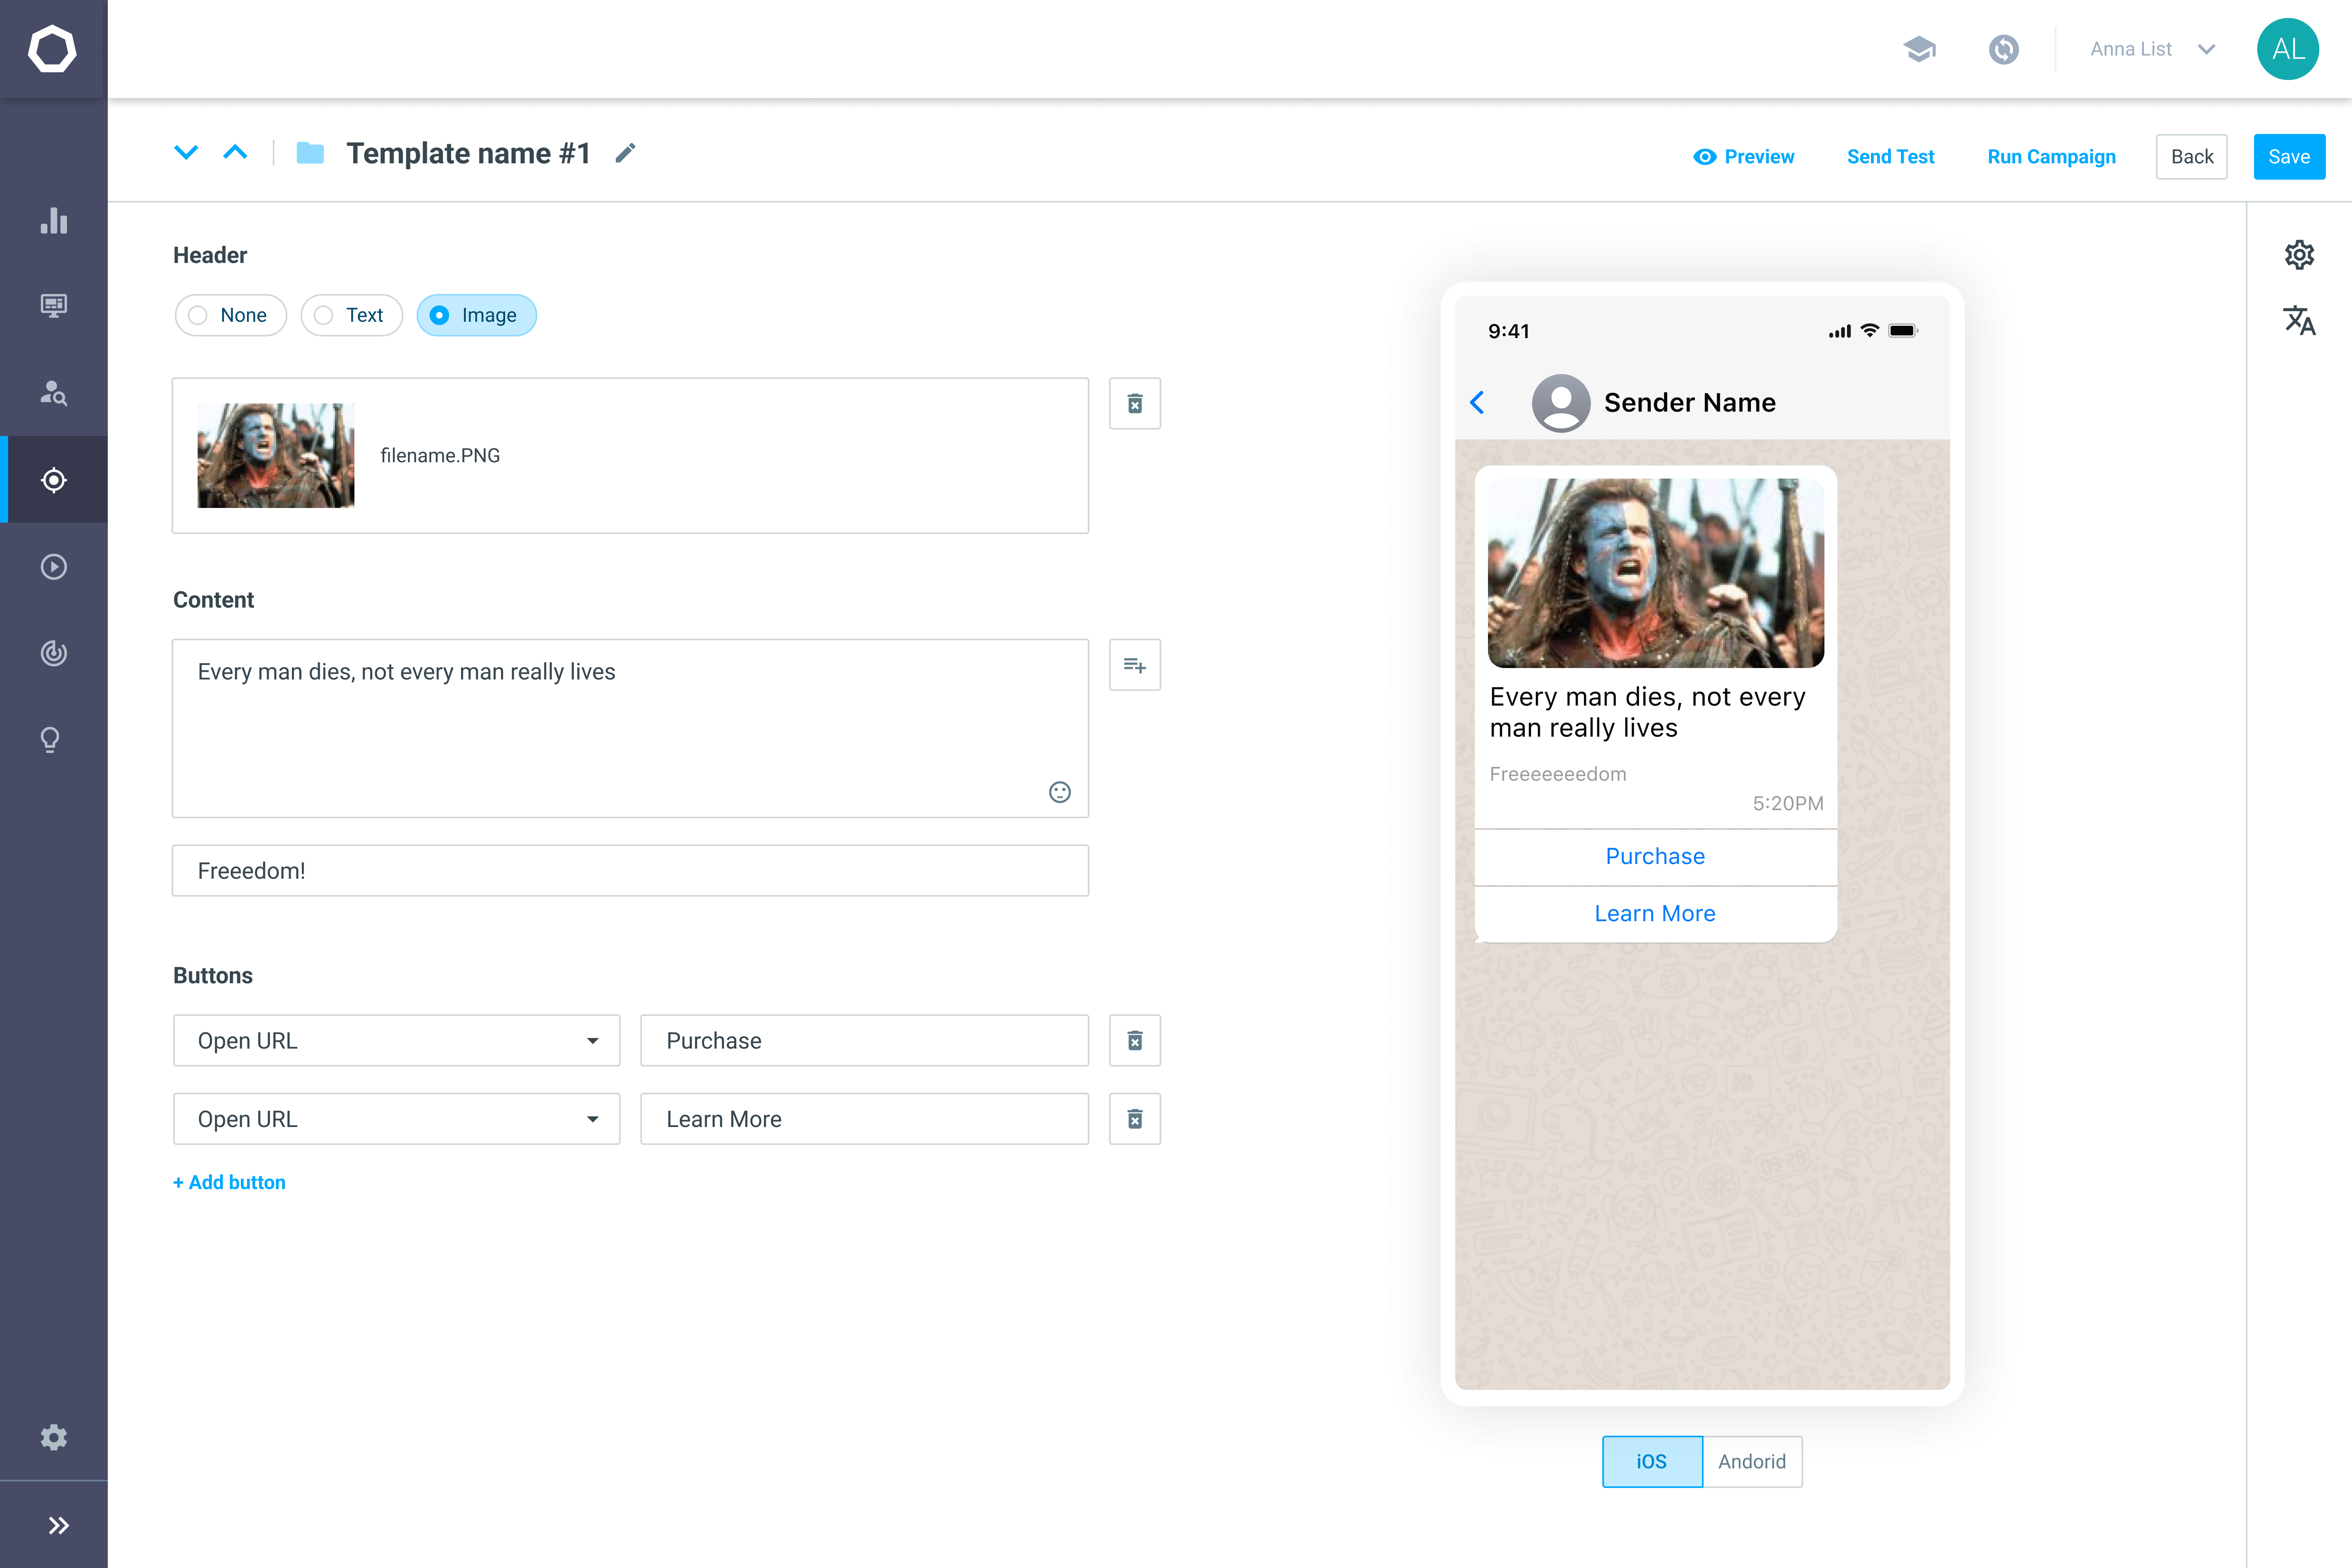 Anna List
AL
Template name #1
Preview
Send Test
Run Campaign
Back
Save
Header
None
Text
Image
filename.PNG
Content
Every man dies, not every man really lives
Freeedom!
Buttons
Open URL
Purchase
Open URL
Learn More
+ Add button
9:41
Sender Name
Every man dies, not every
man really lives
Freeeeeeedom
5:20PM
Purchase
Learn More
iOS
Andorid